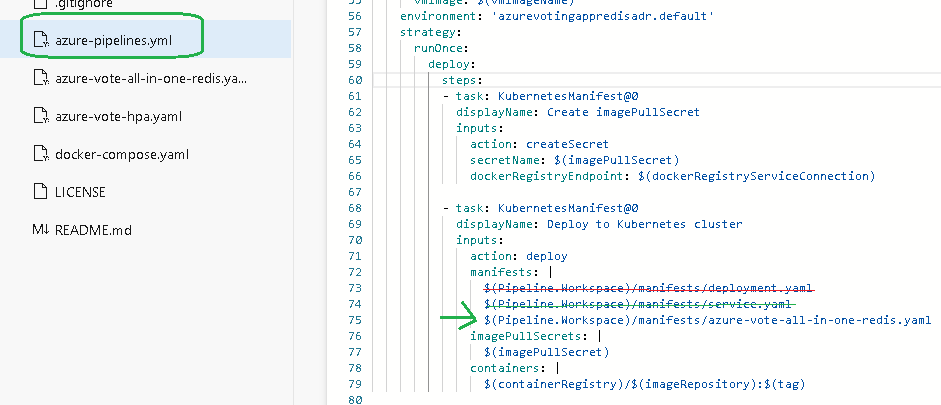 .gitignore
azure-pipelines.yml
azure-vote-all-in-one-redis.ya...
azure-vote-hpa.yaml
docker-compose.yaml
LICENSE
README.md
55 vmImage: $(vmImageName)
56 environment: 'azurevotingappredisadr.default'
57 strategy:
58 runOnce:
59 deploy:
60 steps:
61 - task: KubernetesManifest@0
62 displayName: Create imagePullSecret
63 inputs:
64 action: createSecret
65 secretName: $(imagePullSecret)
66 dockerRegistryEndpoint: $(dockerRegistryServiceConnection)
67
68 - task: KubernetesManifest@0
69 displayName: Deploy to Kubernetes cluster
70 inputs:
71 action: deploy
72 manifests: |
73 $(Pipeline.Workspace)/manifests/deployment.yaml
74 $(Pipeline.Workspace)/manifests/service.yaml
75 $(Pipeline.Workspace)/manifests/azure-vote-all-in-one-redis.yaml
76 imagePullSecrets: |
77 $(imagePullSecret)
78 containers: |
79 $(containerRegistry)/$(imageRepository):$(tag)
80